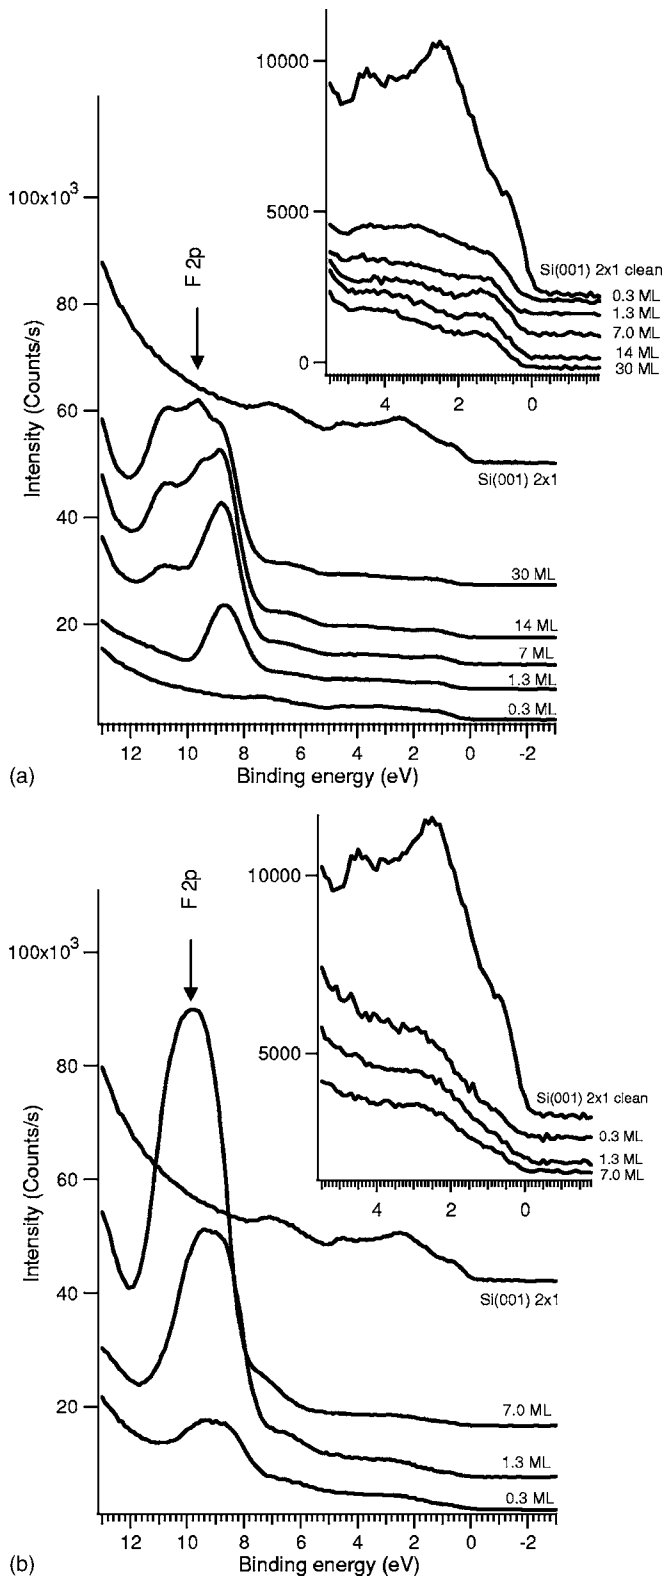 10000
5000
0
Si(001) 2x1 clean
0.3 ML
1.3 ML
7.0 ML
14 ML
30 ML
4 2 0
100x10³
80
60
40
20
Intensity (Counts/s)
F 2p
Si(001) 2x1
30 ML
14 ML
7 ML
1.3 ML
0.3 ML
12 10 8 6 4 2 0 -2
(a) Binding energy (eV)
10000
5000
Si(001) 2x1 clean
0.3 ML
1.3 ML
7.0 ML
4 2 0
100x10³
80
60
40
20
Intensity (Counts/s)
F 2p
Si(001) 2x1
7.0 ML
1.3 ML
0.3 ML
12 10 8 6 4 2 0 -2
(b) Binding energy (eV)